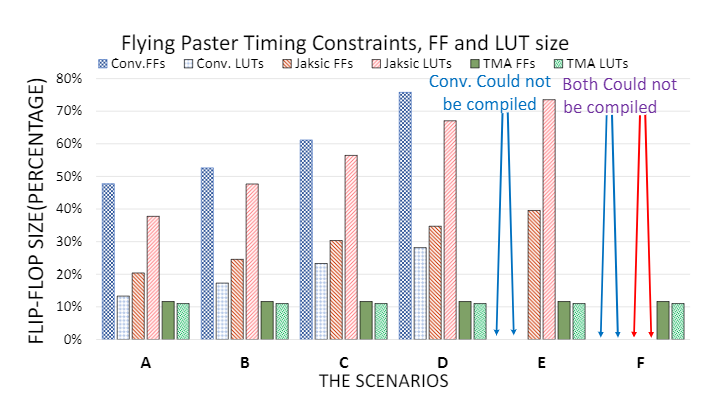 Flying Paster Timing Constraints, FF and LUT size
Conv.FFs Conv. LUTs Jaksic FFs Jaksic LUTs TMA FFs TMA LUTs
80%
70%
60%
50%
40%
30%
20%
10%
0%
FLIP-FLOP SIZE(PERCENTAGE)
Conv. Could not
be compiled
Both Could not
be compiled
A B C D E F
THE SCENARIOS